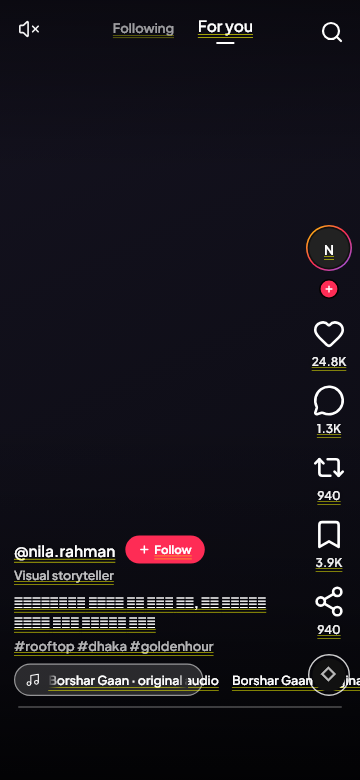 Following
For you
N
24.8K
1.3K
940
3.9K
940
@nila.rahman
+ Follow
Visual storyteller
#rooftop #dhaka #goldenhour
Borshar Gaan · original audio
Borshar Gaan